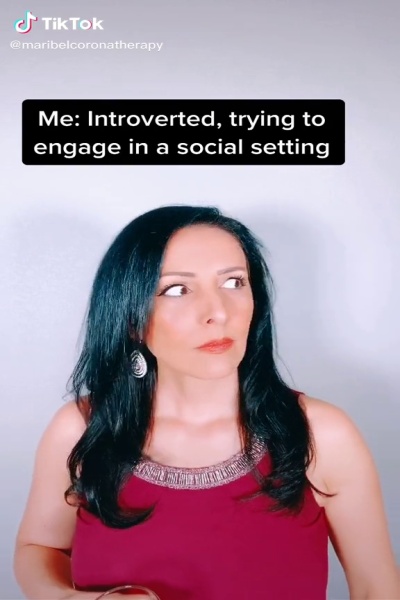 TikTok
@maribelcoronatherapy
Me: Introverted, trying to
engage in a social setting